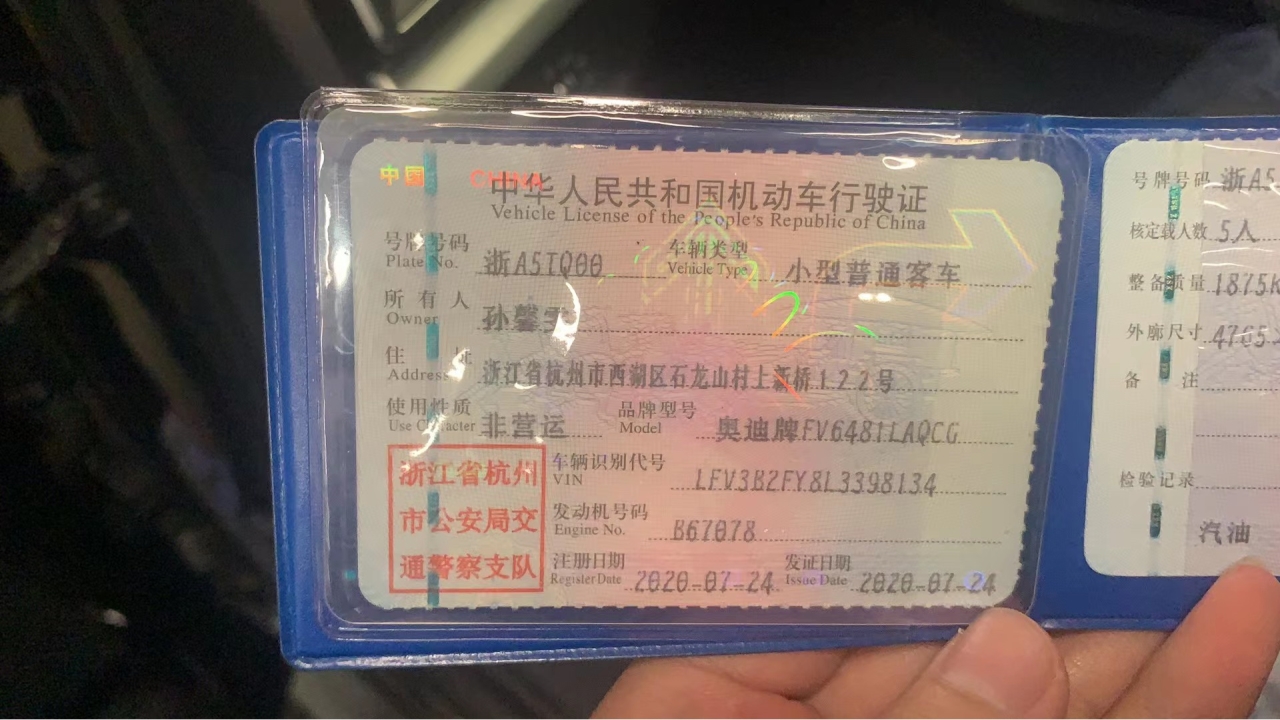 中国 CHINA
中华人民共和国机动车行驶证
Vehicle License of the People's Republic of China
号牌号码 浙A5TQ00 车辆类型 小型普通客车
Plate No. Vehicle Type
所有人 孙馨
Owner
住址 浙江省杭州市西湖区石龙山村上新桥122号
Address
使用性质 非营运 品牌型号 奥迪牌FV6481LAQCG
Use Character Model
浙江省杭州
市公安局交
通警察支队
车辆识别代号 LFV3B2FY8L3398134
VIN
发动机号码 B67078
Engine No.
注册日期 2020-07-24 发证日期 2020-07-24
Register Date Issue Date
号牌号码 浙A5
核定载人数 5人
整备质量 1875k
外廓尺寸 4765
备注
检验记录
汽油